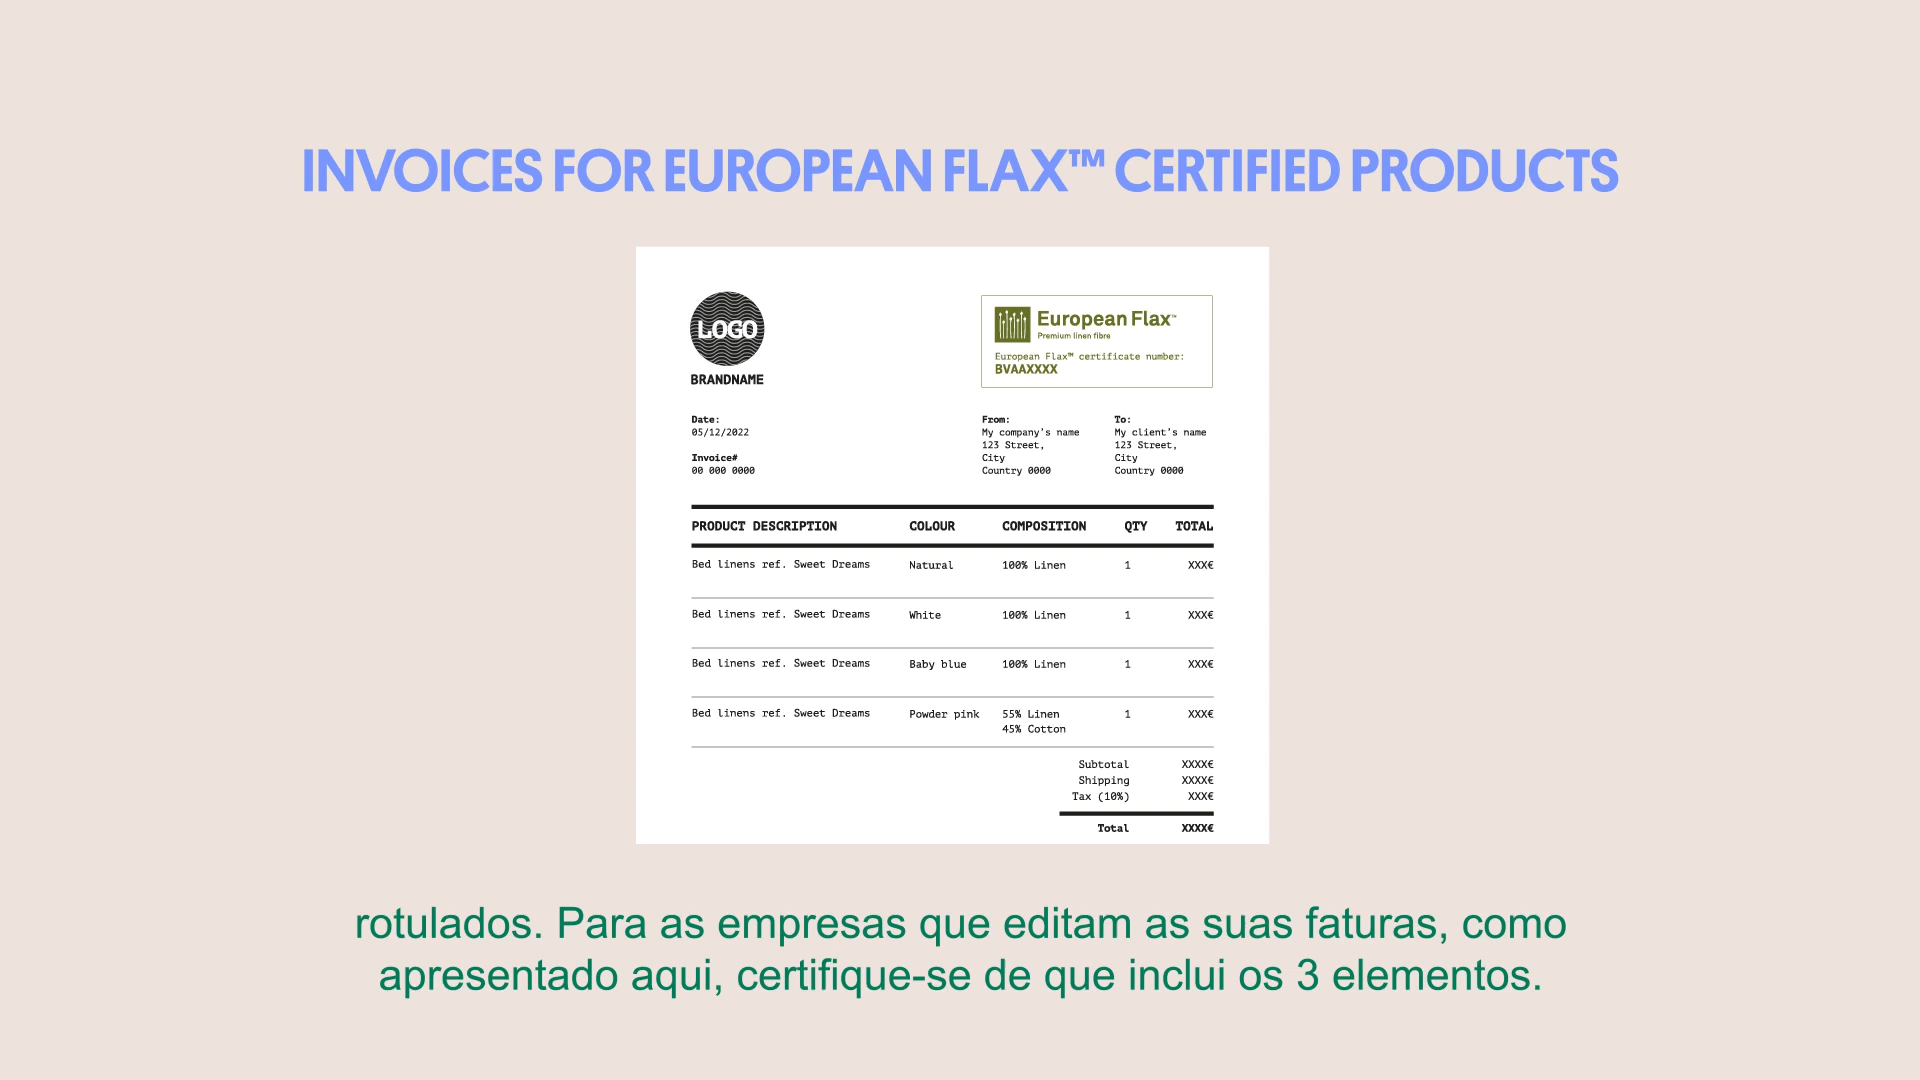 INVOICES FOR EUROPEAN FLAX™ CERTIFIED PRODUCTS
LOGO
BRANDNAME
European Flax™
Premium linen fibre
European Flax™ certificate number:
BVAAXXXX
Date:
05/12/2022
Invoice#
00 000 0000
From:
My company's name
123 Street,
City
Country 0000
To:
My client's name
123 Street,
City
Country 0000
PRODUCT DESCRIPTION COLOUR COMPOSITION QTY TOTAL
Bed linens ref. Sweet Dreams Natural 100% Linen 1 XXX€
Bed linens ref. Sweet Dreams White 100% Linen 1 XXX€
Bed linens ref. Sweet Dreams Baby blue 100% Linen 1 XXX€
Bed linens ref. Sweet Dreams Powder pink 55% Linen 1 XXX€
45% Cotton
Subtotal XXXX€
Shipping XXXX€
Tax (10%) XXX€
Total XXXX€
rotulados. Para as empresas que editam as suas faturas, como
apresentado aqui, certifique-se de que inclui os 3 elementos.